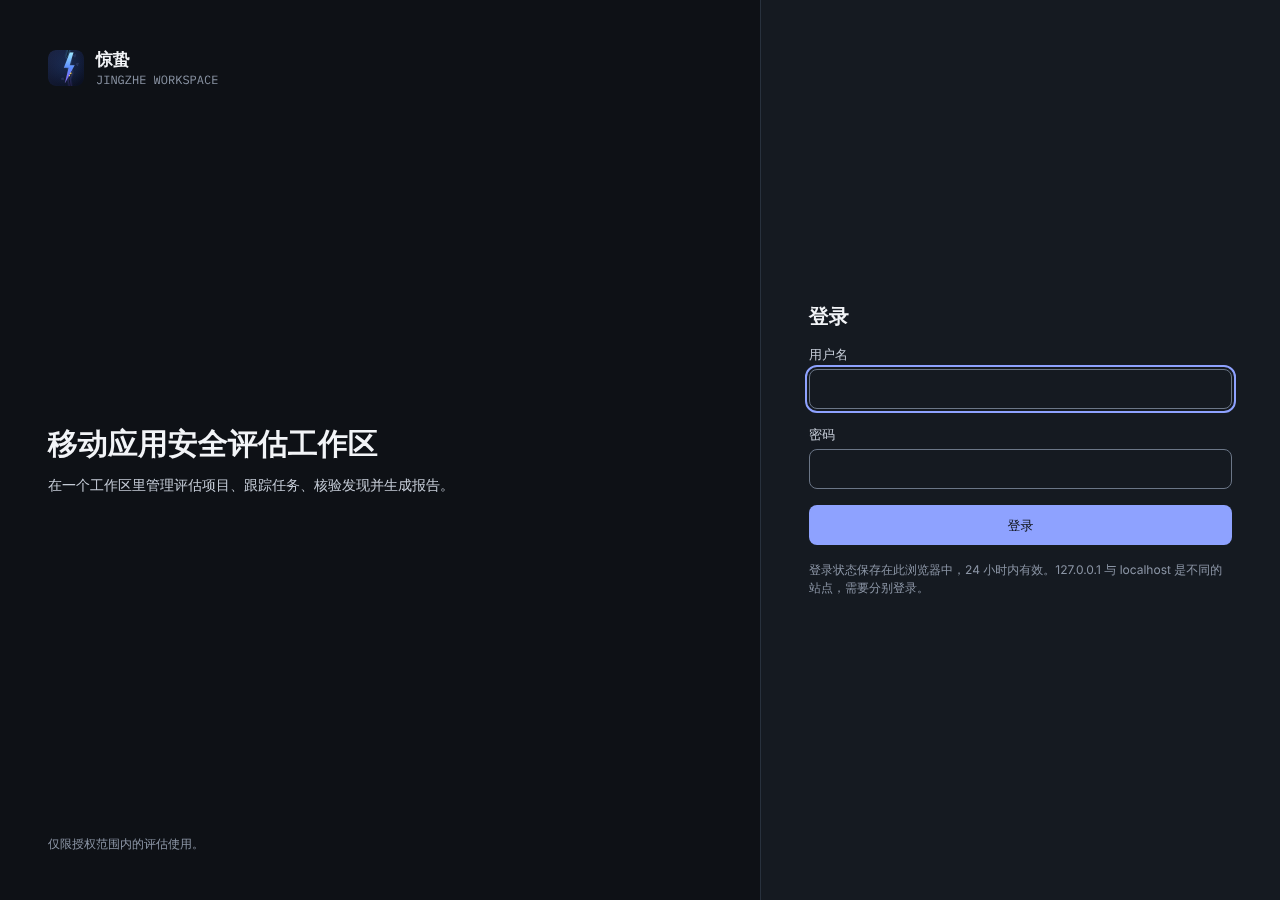 惊蛰
JINGZHE WORKSPACE
移动应用安全评估工作区
在一个工作区里管理评估项目、跟踪任务、核验发现并生成报告。
仅限授权范围内的评估使用。
登录
用户名
密码
登录
登录状态保存在此浏览器中，24 小时内有效。127.0.0.1 与 localhost 是不同的
站点，需要分别登录。